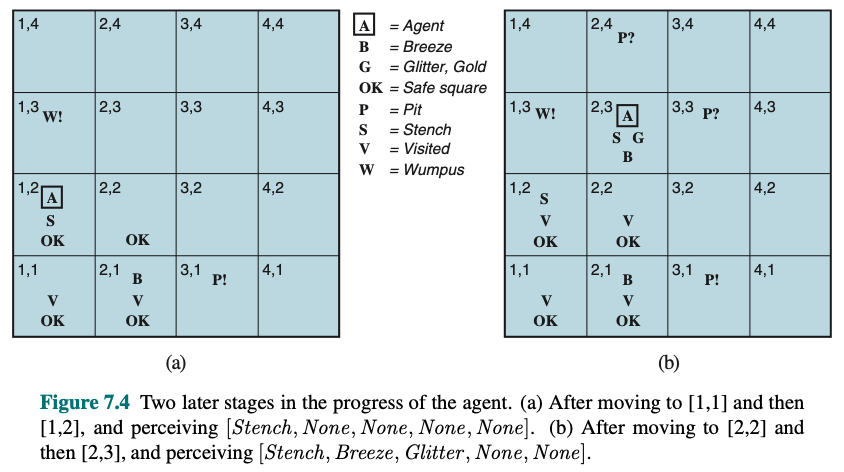 1,4 2,4 3,4 4,4
1,3 W! 2,3 3,3 4,3
1,2 A 2,2 3,2 4,2
S
OK OK
1,1 2,1 B 3,1 P! 4,1
V V
OK OK
(a)
A = Agent
B = Breeze
G = Glitter, Gold
OK = Safe square
P = Pit
S = Stench
V = Visited
W = Wumpus
1,4 2,4 P? 3,4 4,4
1,3 W! 2,3 A 3,3 P? 4,3
S G
B
1,2 S 2,2 3,2 4,2
V V
OK OK
1,1 2,1 B 3,1 P! 4,1
V V
OK OK
(b)
Figure 7.4 Two later stages in the progress of the agent. (a) After moving to [1,1] and then
[1,2], and perceiving [Stench, None, None, None, None]. (b) After moving to [2,2] and
then [2,3], and perceiving [Stench, Breeze, Glitter, None, None].